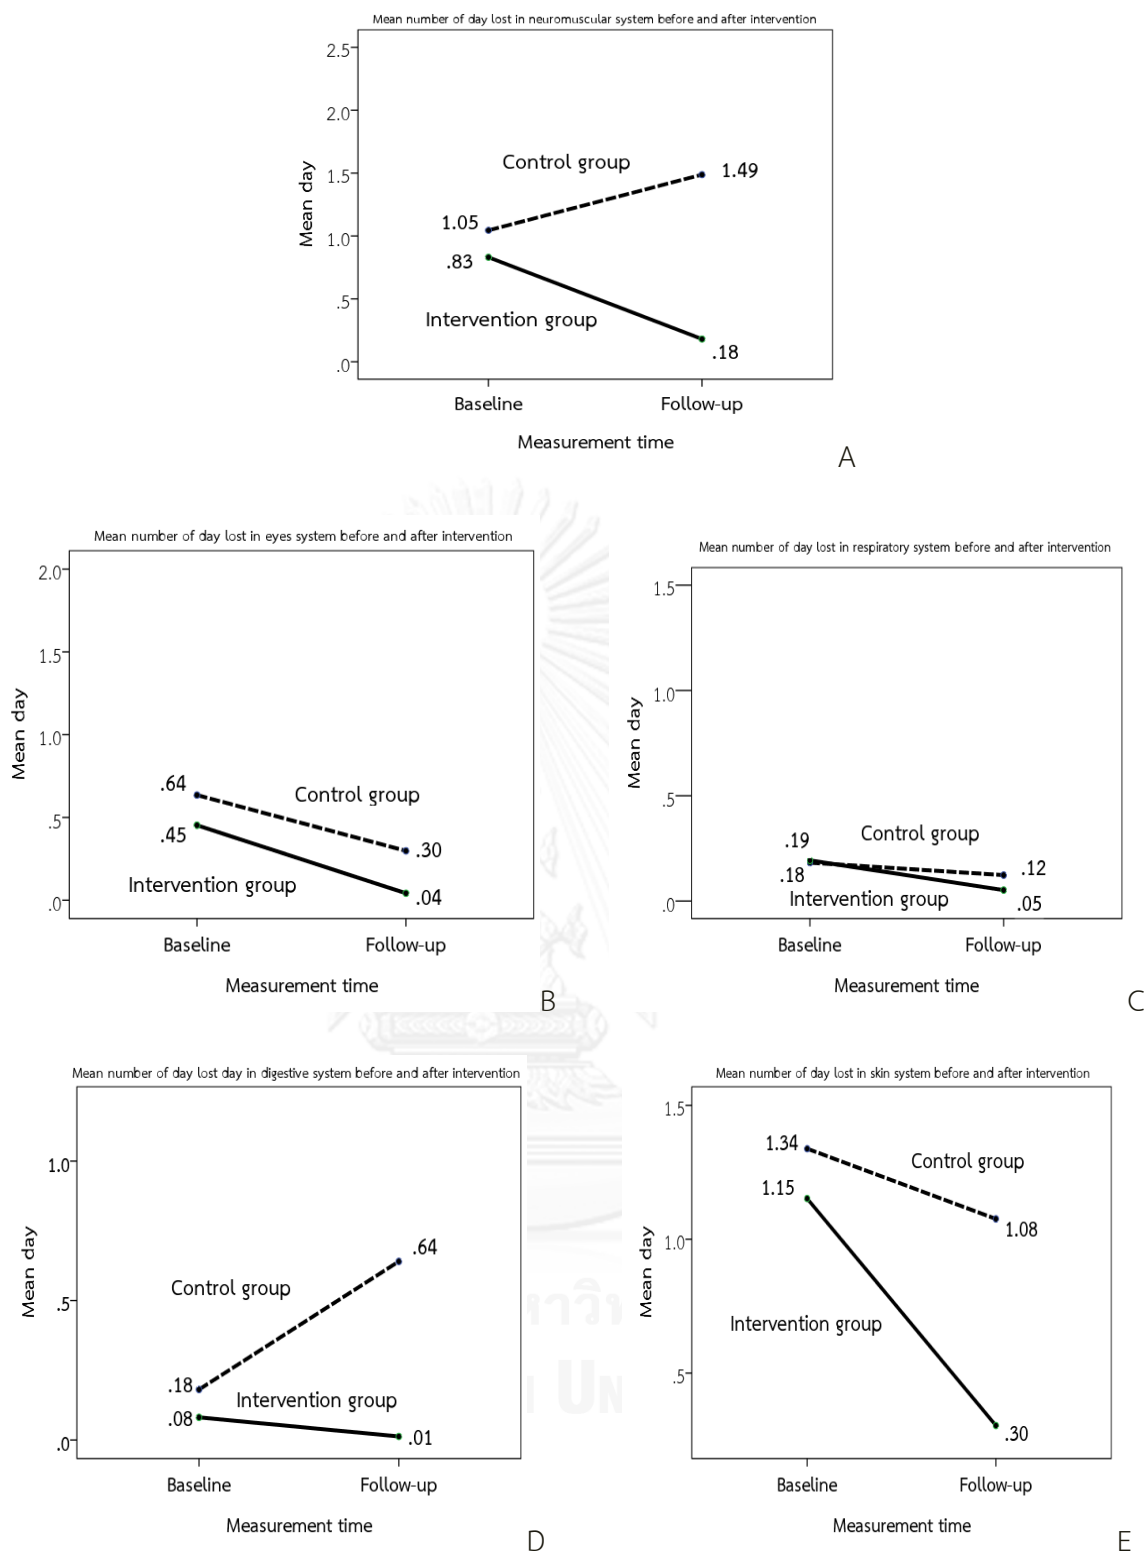 Mean number of day lost in neuromuscular system before and after intervention
2.5
2.0
1.5
1.0
.5
.0
Mean day
Control group
1.49
1.05
.83
Intervention group
.18
Baseline
Follow-up
Measurement time
A
Mean number of day lost in eyes system before and after intervention
2.0
1.5
1.0
.5
.0
Mean day
.64
Control group
.45
.30
Intervention group
.04
Baseline
Follow-up
Measurement time
B
Mean number of day lost in respiratory system before and after intervention
1.5
1.0
.5
.0
Mean day
.19
Control group
.18
.12
Intervention group
.05
Baseline
Follow-up
Measurement time
C
Mean number of day lost day in digestive system before and after intervention
1.0
.5
.0
Mean day
.64
Control group
.18
Intervention group
.08
.01
Baseline
Follow-up
Measurement time
D
Mean number of day lost in skin system before and after intervention
1.5
1.0
.5
Mean day
1.34
Control group
1.15
1.08
Intervention group
.30
Baseline
Follow-up
Measurement time
E